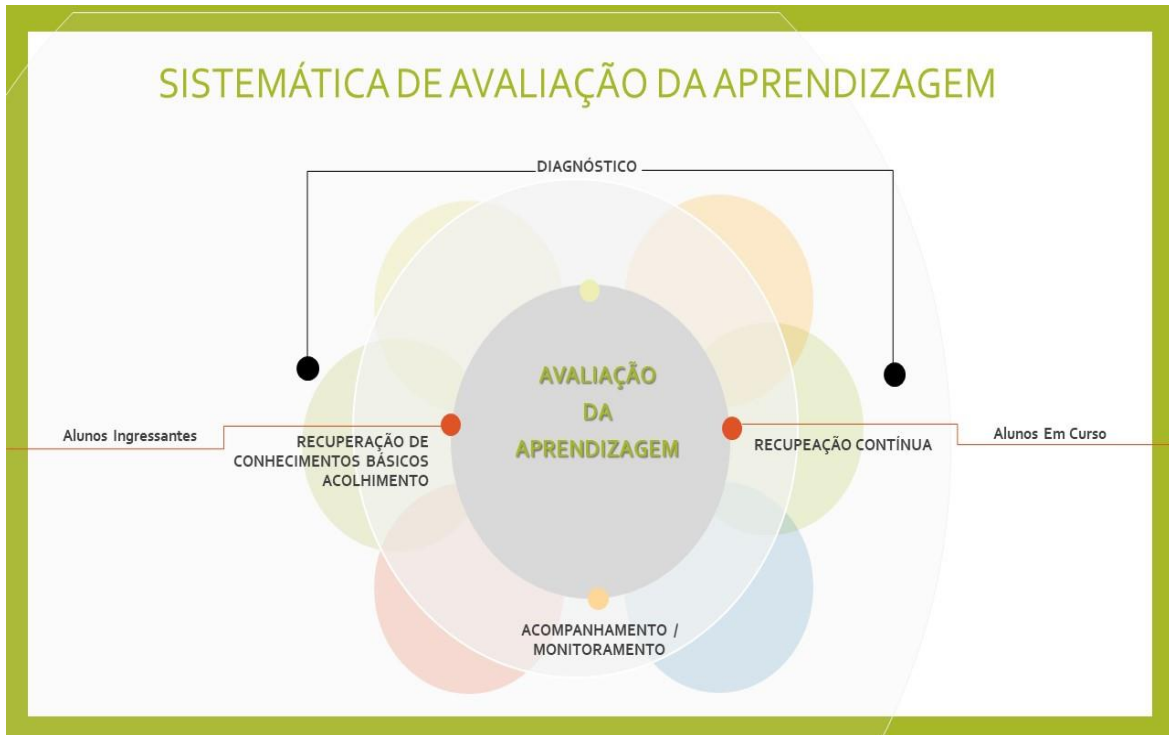 SISTEMÁTICA DE AVALIAÇÃO DA APRENDIZAGEM
DIAGNÓSTICO
AVALIAÇÃO
DA
APRENDIZAGEM
Alunos Ingressantes
RECUPERAÇÃO DE
CONHECIMENTOS BÁSICOS
ACOLHIMENTO
RECUPEAÇÃO CONTÍNUA
Alunos Em Curso
ACOMPANHAMENTO /
MONITORAMENTO